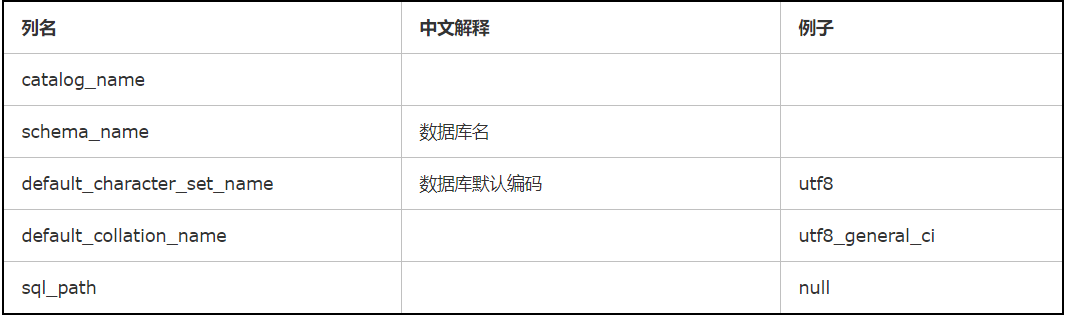 列名 中文解释 例子
catalog_name
schema_name 数据库名
default_character_set_name 数据库默认编码 utf8
default_collation_name utf8_general_ci
sql_path null